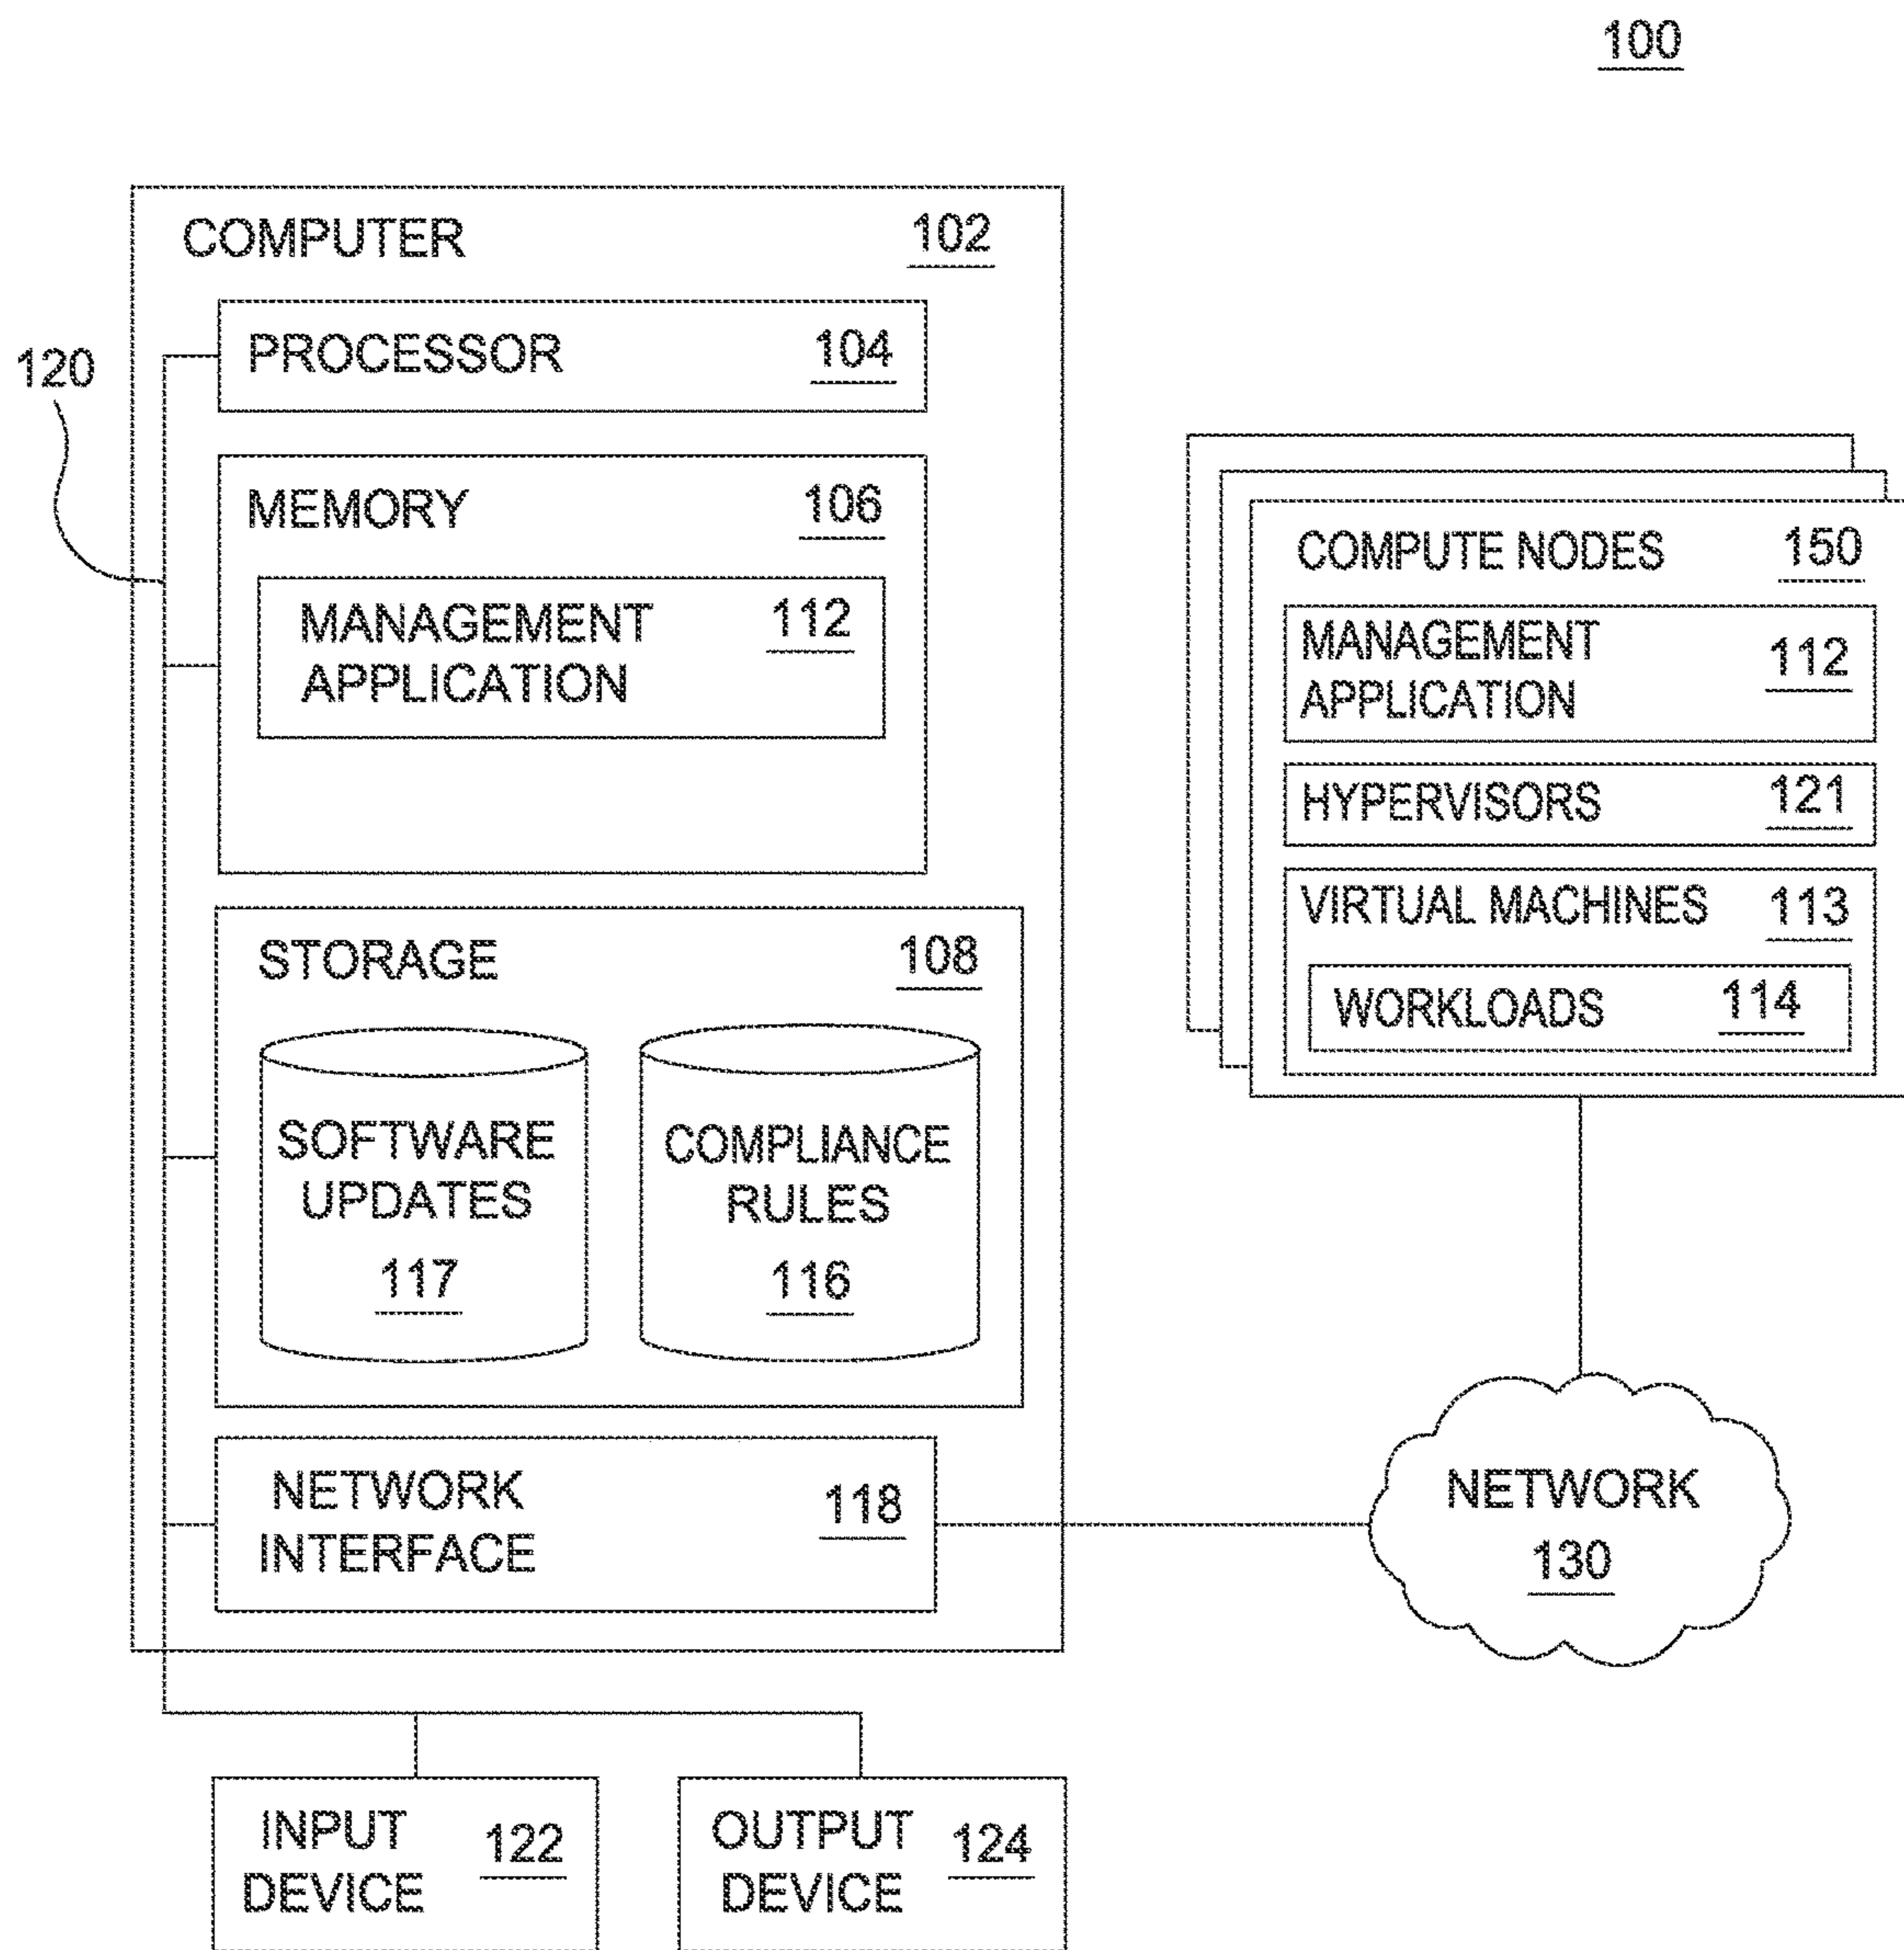 100
COMPUTER 102
PROCESSOR 104
120
MEMORY 106
MANAGEMENT 112
APPLICATION
STORAGE 108
SOFTWARE
UPDATES
117
COMPLIANCE
RULES
116
NETWORK
INTERFACE 118
INPUT
DEVICE 122
OUTPUT
DEVICE 124
COMPUTE NODES 150
MANAGEMENT
APPLICATION 112
HYPERVISORS 121
VIRTUAL MACHINES 113
WORKLOADS 114
NETWORK
130